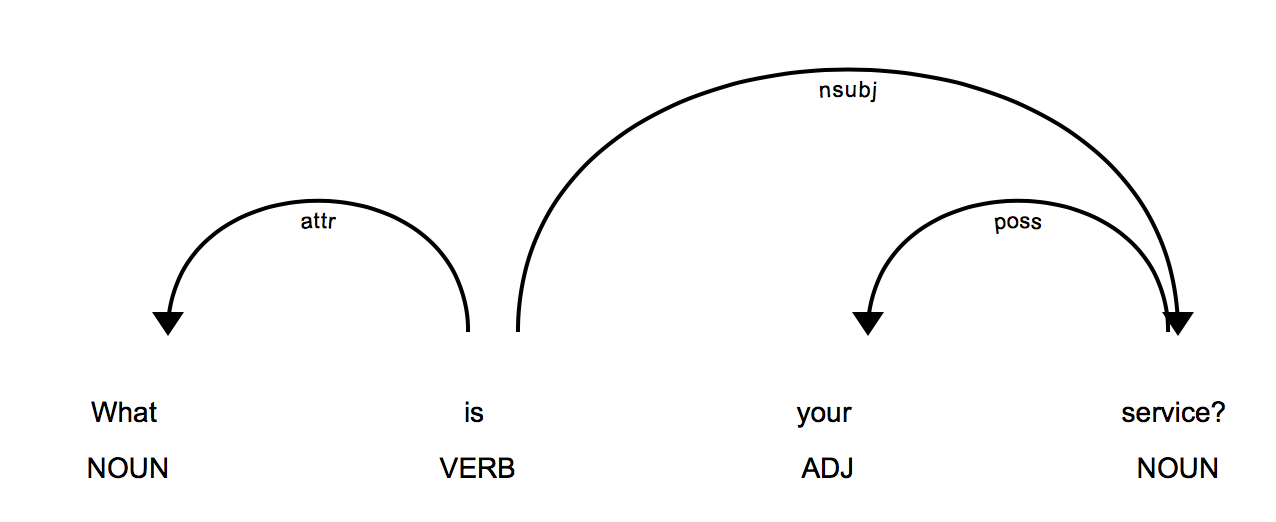 nsubj
attr
poss
What is your service?
NOUN VERB ADJ NOUN